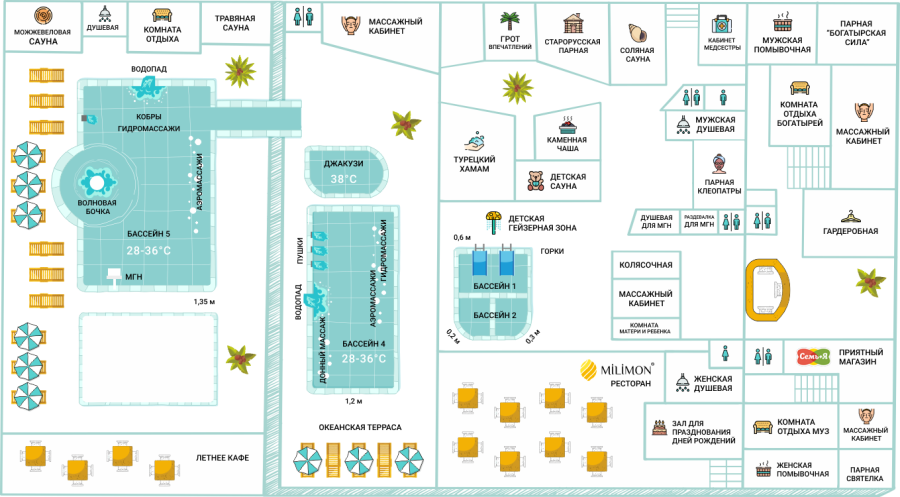 МОЖЖЕВЕЛОВАЯ
САУНА
ДУШЕВАЯ
КОМНАТА
ОТДЫХА
ТРАВЯНАЯ
САУНА
МАССАЖНЫЙ
КАБИНЕТ
ГРОТ
ВПЕЧАТЛЕНИЙ
СТАРОРУССКАЯ
ПАРНАЯ
СОЛЯНАЯ
САУНА
КАБИНЕТ
МЕДСЕСТРЫ
МУЖСКАЯ
ПОМЫВОЧНАЯ
ПАРНАЯ
"БОГАТЫРСКАЯ
СИЛА"
ВОДОПАД
КОБРЫ
ГИДРОМАССАЖИ
АЭРОМАССАЖИ
ВОЛНОВАЯ
БОЧКА
БАССЕЙН 5
28-36°C
МГН
1,35 м
ДЖАКУЗИ
38°C
ПУШКИ
ВОДОПАД
ГИДРОМАССАЖИ
АЭРОМАССАЖИ
ДОННЫЙ МАССАЖ
БАССЕЙН 4
28-36°C
1,2 м
ТУРЕЦКИЙ
ХАМАМ
КАМЕННАЯ
ЧАША
ДЕТСКАЯ
САУНА
МУЖСКАЯ
ДУШЕВАЯ
КОМНАТА
ОТДЫХА
БОГАТЫРЕЙ
МАССАЖНЫЙ
КАБИНЕТ
ПАРНАЯ
КЛЕОПАТРЫ
ДУШЕВАЯ
ДЛЯ МГН
РАЗДЕВАЛКА
ДЛЯ МГН
ГАРДЕРОБНАЯ
ДЕТСКАЯ
ГЕЙЗЕРНАЯ ЗОНА
0,6 м
ГОРКИ
БАССЕЙН 1
БАССЕЙН 2
0,2 м
0,3 м
КОЛЯСОЧНАЯ
МАССАЖНЫЙ
КАБИНЕТ
КОМНАТА
МАТЕРИ И РЕБЕНКА
MILIMON®
РЕСТОРАН
ЖЕНСКАЯ
ДУШЕВАЯ
СемьЯ
ПРИЯТНЫЙ
МАГАЗИН
ЗАЛ ДЛЯ
ПРАЗДНОВАНИЯ
ДНЕЙ РОЖДЕНИЙ
КОМНАТА
ОТДЫХА МУЗ
МАССАЖНЫЙ
КАБИНЕТ
ЖЕНСКАЯ
ПОМЫВОЧНАЯ
ПАРНАЯ
СВЯТЕЛКА
ОКЕАНСКАЯ ТЕРРАСА
ЛЕТНЕЕ КАФЕ